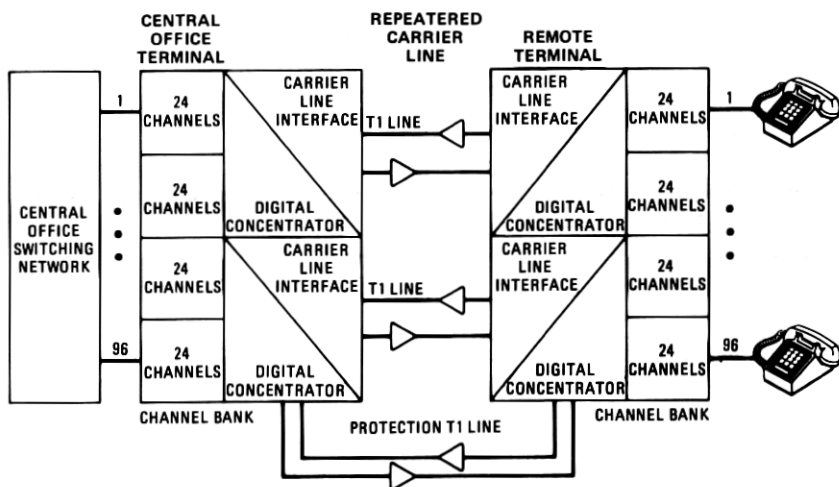 CENTRAL
OFFICE
TERMINAL
REPEATERED
CARRIER
LINE
REMOTE
TERMINAL
CENTRAL
OFFICE
SWITCHING
NETWORK
1
96
24
CHANNELS
24
CHANNELS
24
CHANNELS
24
CHANNELS
CHANNEL BANK
CARRIER
LINE
INTERFACE
DIGITAL
CONCENTRATOR
CARRIER
LINE
INTERFACE
DIGITAL
CONCENTRATOR
T1 LINE
T1 LINE
PROTECTION T1 LINE
CARRIER
LINE
INTERFACE
DIGITAL
CONCENTRATOR
CARRIER
LINE
INTERFACE
DIGITAL
CONCENTRATOR
24
CHANNELS
24
CHANNELS
24
CHANNELS
24
CHANNELS
CHANNEL BANK
1
96